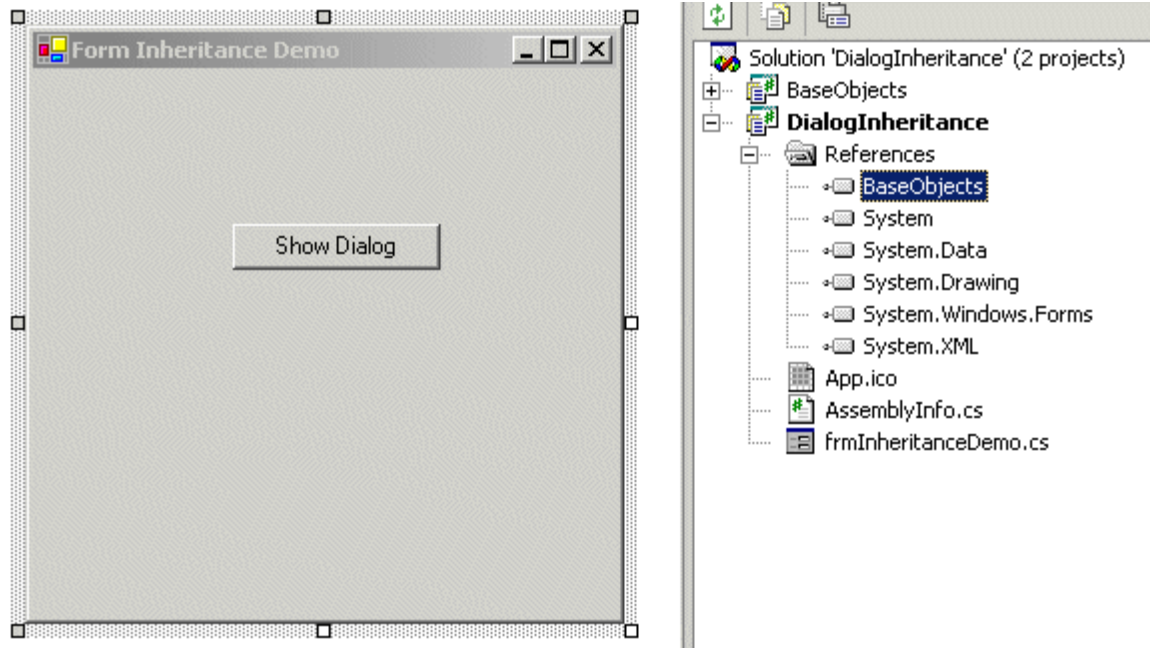 Form Inheritance Demo
Show Dialog
Solution 'DialogInheritance' (2 projects)
BaseObjects
DialogInheritance
References
BaseObjects
System
System.Data
System.Drawing
System.Windows.Forms
System.XML
App.ico
AssemblyInfo.cs
frmInheritanceDemo.cs